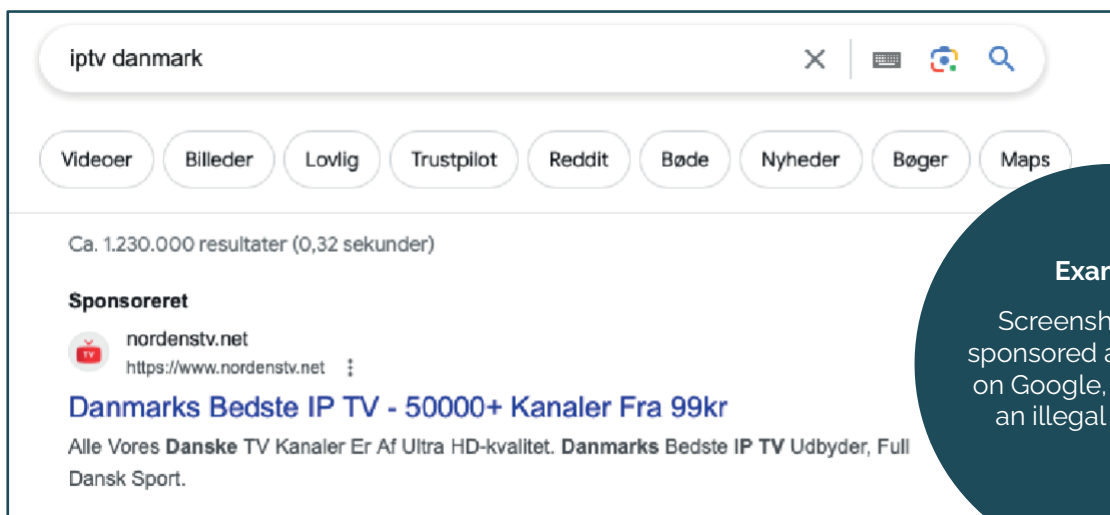 iptv danmark
Videoer
Billeder
Lovlig
Trustpilot
Reddit
Bøde
Nyheder
Bøger
Maps
Ca. 1.230.000 resultater (0,32 sekunder)
Sponsoreret
nordenstv.net
https://www.nordenstv.net
Danmarks Bedste IP TV - 50000+ Kanaler Fra 99kr
Alle Vores Danske TV Kanaler Er Af Ultra HD-kvalitet. Danmarks Bedste IP TV Udbyder, Full
Dansk Sport.
sponsored
on Google,
an illegal